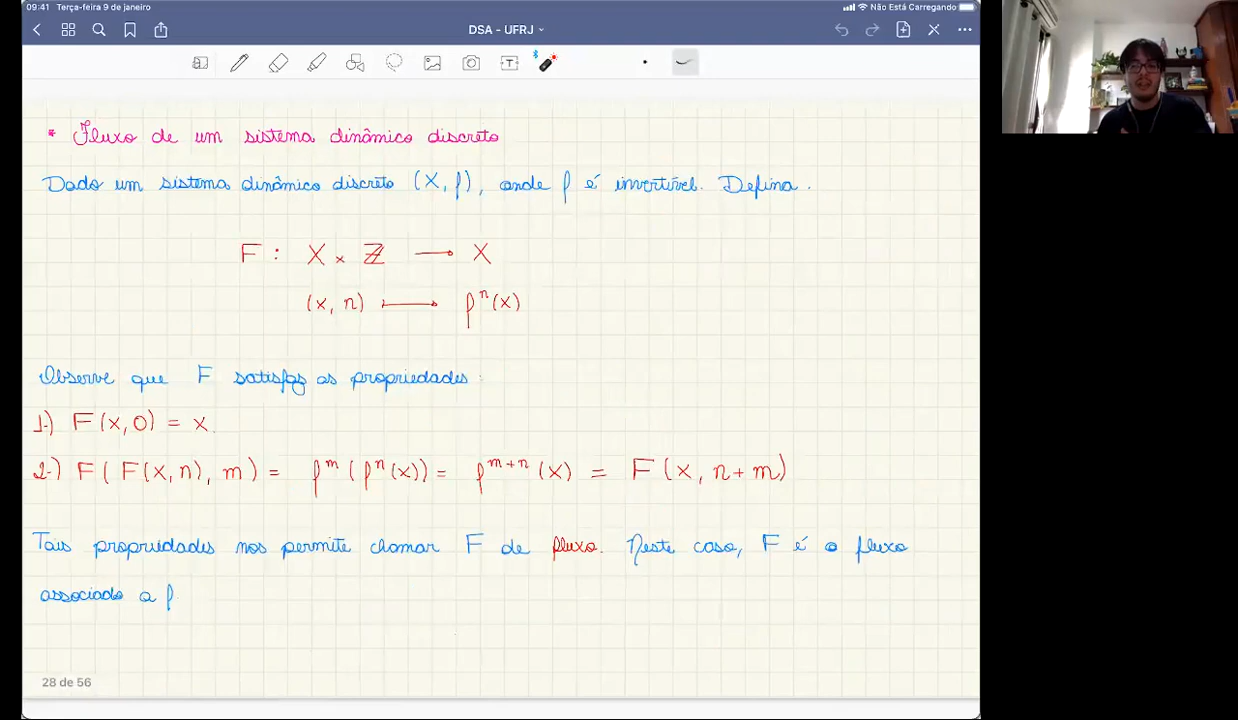 09:41 Terça-feira 9 de janeiro
Não Está Carregando
DSA - UFRJ
* Fluxo de um sistema dinâmico discreto
Dado um sistema dinâmico discreto (X, f), onde f é invertível. Defina.
F : X × ℤ ⟶ X
(x, n) ⟼ fⁿ(x)
Observe que F satisfaz as propriedades:
1-) F(x, 0) = x.
2-) F( F(x, n), m) = fᵐ(fⁿ(x)) = fᵐ⁺ⁿ(x) = F(x, n+m)
Tais propriedades nos permite chamar F de fluxo. Neste caso, F é o fluxo
associado a f
28 de 56